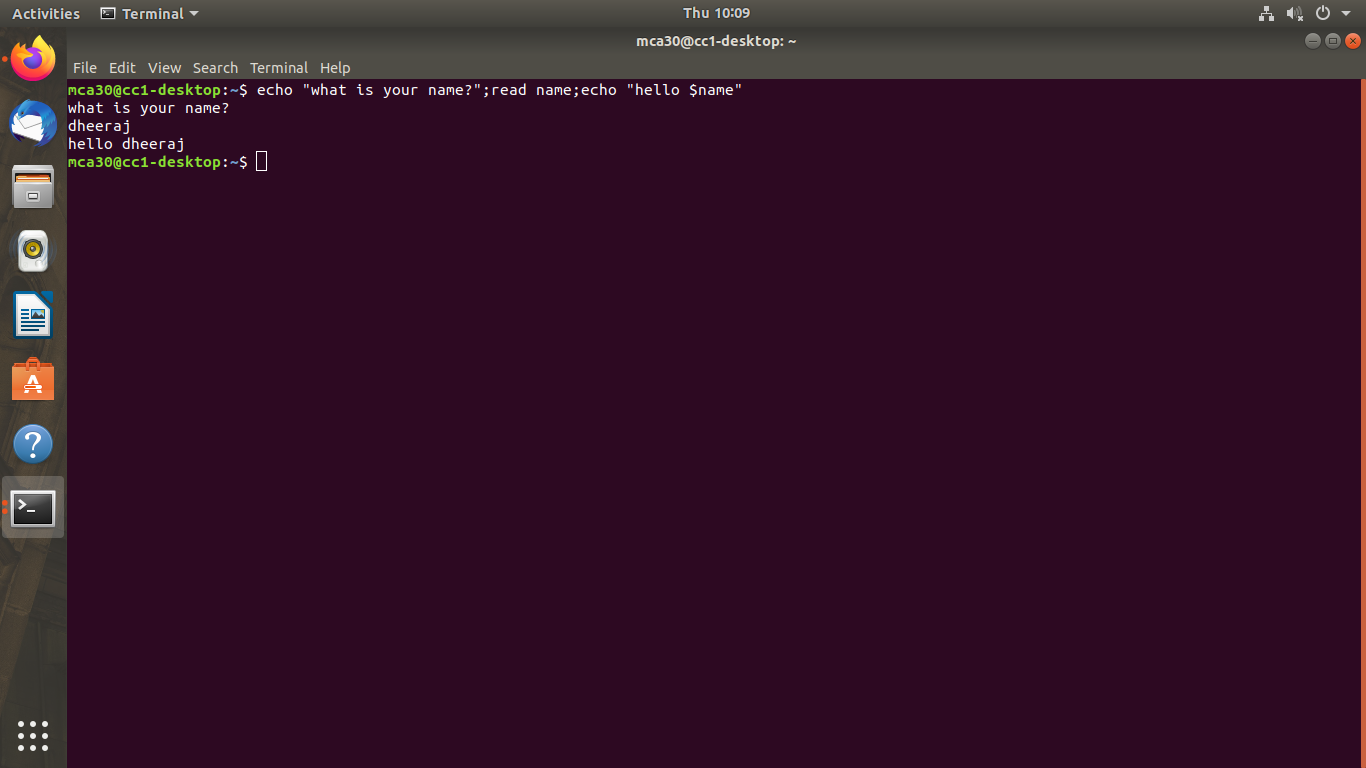 Activities Terminal Thu 10:09
mca30@cc1-desktop: ~
File Edit View Search Terminal Help
mca30@cc1-desktop:~$ echo "what is your name?";read name;echo "hello $name"
what is your name?
dheeraj
hello dheeraj
mca30@cc1-desktop:~$